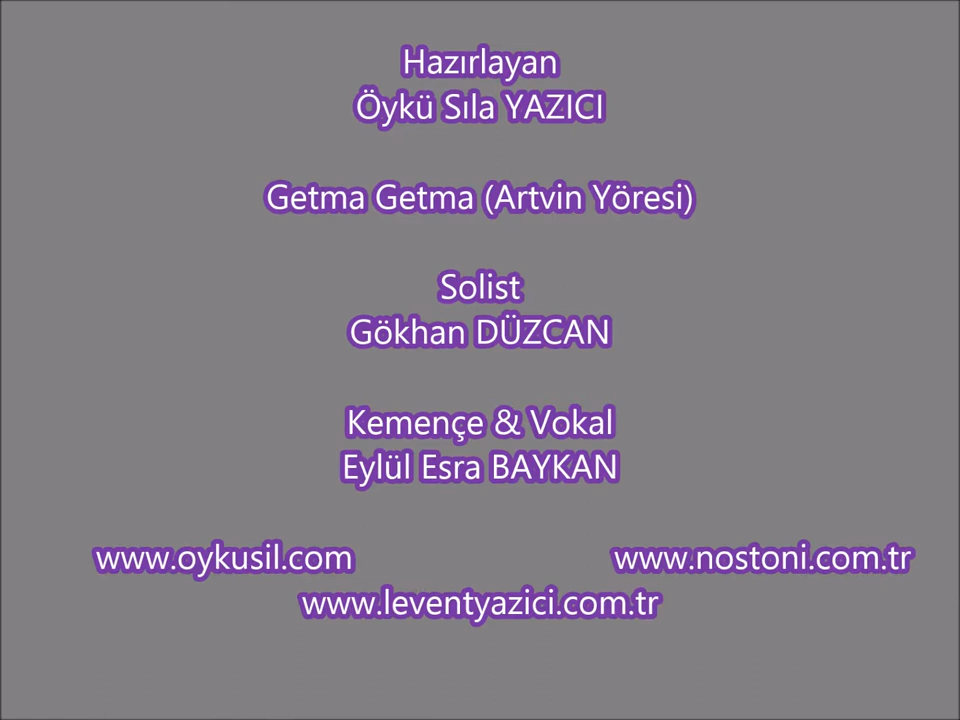 Hazırlayan
Öykü Sıla YAZICI
Getma Getma (Artvin Yöresi)
Solist
Gökhan DÜZCAN
Kemençe & Vokal
Eylül Esra BAYKAN
www.oykusil.com www.nostoni.com.tr
www.leventyazici.com.tr